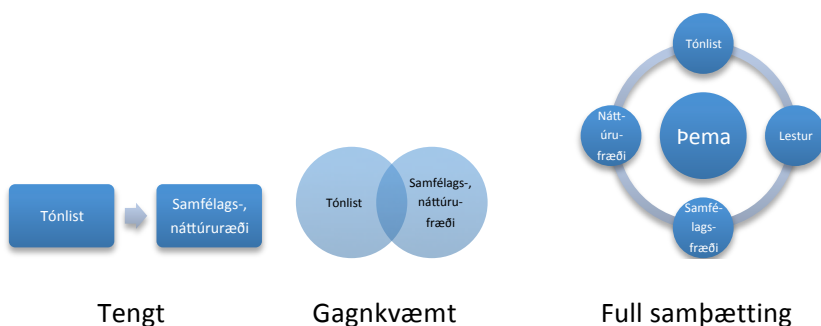 Tónlist
Samfélags-,
náttúruræði
Tengt
Tónlist
Samfélags-,
náttúru-
fræði
Gagnkvæmt
Tónlist
Nátt-
úru-
fræði
Þema
Lestur
Samfé-
lags-
fræði
Full samþætting